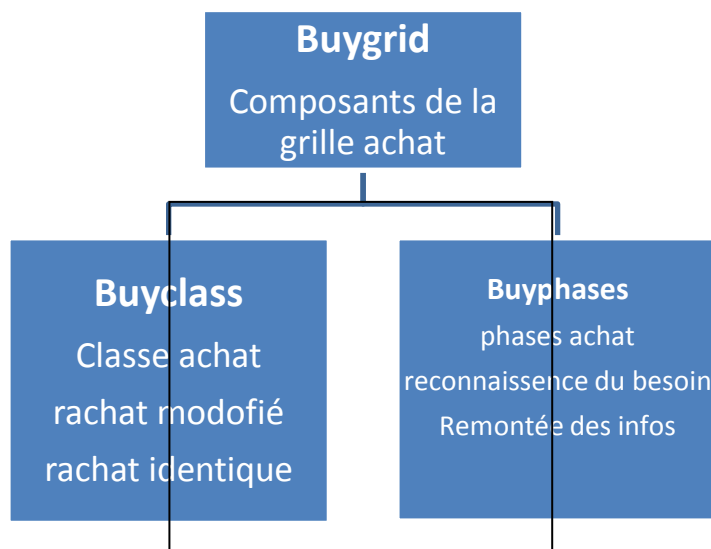 Buygrid
Composants de la
grille achat
Buyclass
Classe achat
rachat modofié
rachat identique
Buyphases
phases achat
reconnaissence du besoin
Remontée des infos